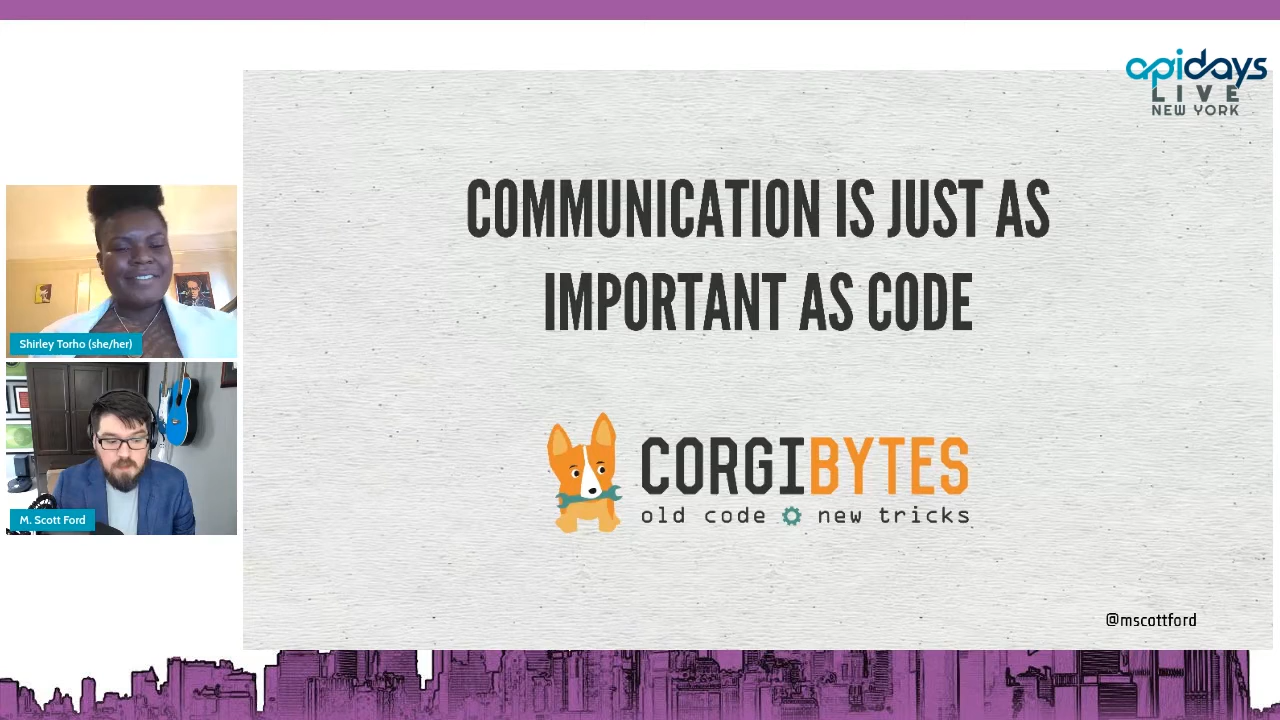 apidays
LIVE
NEW YORK
COMMUNICATION IS JUST AS
IMPORTANT AS CODE
Shirley Torho (she/her)
M. Scott Ford
CORGIBYTES
old code new tricks
@mscottford